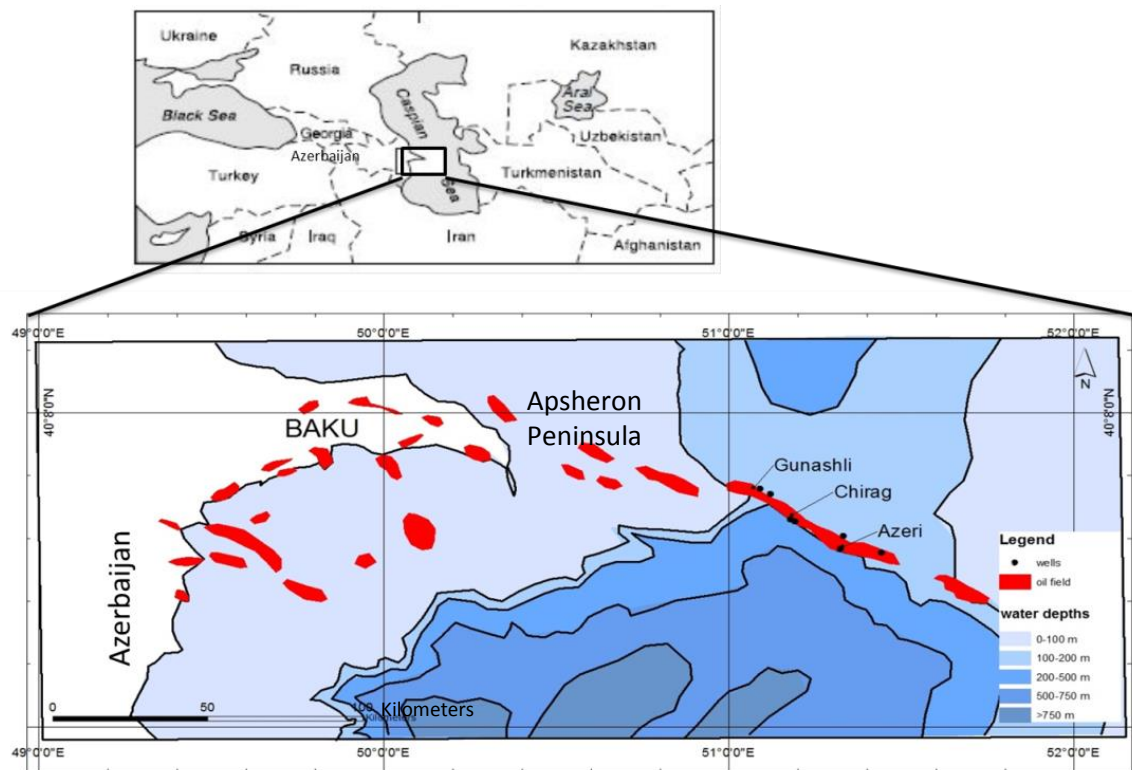 Ukraine
Kazakhstan
Russia
Aral
Sea
Caspian
Black Sea
Georgia
Uzbekistan
Azerbaijan
Turkey
Turkmenistan
Sea
Syria
Iraq
Iran
Afghanistan
49°0'0"E
50°0'0"E
51°0'0"E
52°0'0"E
N
40°8'0"N
40°8'0"N
Apsheron
Peninsula
BAKU
Gunashli
Chirag
Azeri
Azerbaijan
Legend
wells
oil field
water depths
0-100 m
100-200 m
200-500 m
500-750 m
>750 m
0
50
100
Kilometers
Kilometers
49°0'0"E
50°0'0"E
51°0'0"E
52°0'0"E